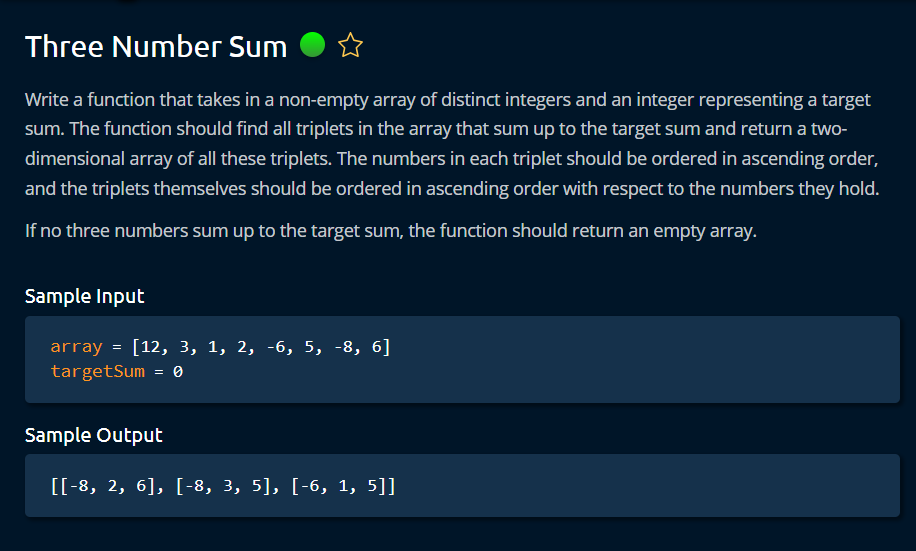 Three Number Sum
Write a function that takes in a non-empty array of distinct integers and an integer representing a target
sum. The function should find all triplets in the array that sum up to the target sum and return a two-
dimensional array of all these triplets. The numbers in each triplet should be ordered in ascending order,
and the triplets themselves should be ordered in ascending order with respect to the numbers they hold.
If no three numbers sum up to the target sum, the function should return an empty array.
Sample Input
array = [12, 3, 1, 2, -6, 5, -8, 6]
targetSum = 0
Sample Output
[[-8, 2, 6], [-8, 3, 5], [-6, 1, 5]]